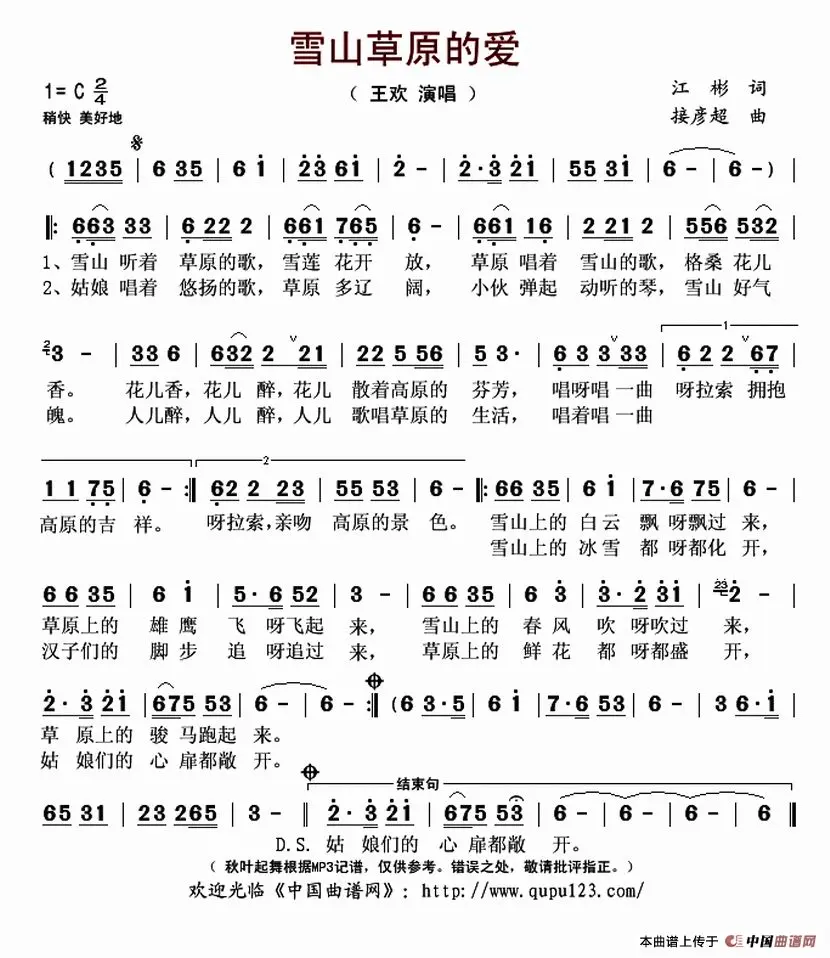 雪山草原的爱
1= C 2/4
（ 王欢 演唱 ）
江 彬 词
稍快 美好地
接彦超 曲
( 1235 | 6 35 | 6 1 | 23 61 | 2 - | 2·3 21 | 55 31 | 6 - | 6 - ) |
|: 663 33 | 6 22 2 | 661 765 | 6 - | 661 16 | 2 21 2 | 556 532 |
1、雪山 听着 草原的歌, 雪莲 花开 放, 草原 唱着 雪山的歌, 格桑 花儿
2、姑娘 唱着 悠扬的歌, 草原 多辽 阔, 小伙 弹起 动听的琴, 雪山 好气
2 3 - | 33 6 | 632 2 ∨ 21 | 22 5 56 | 5 3· | 6 3 3 ∨ 33 | 6 2 2 ∨ 67 |
1
香。 花儿香, 花儿 醉, 花儿 散着高原的 芬芳, 唱呀唱 一曲 呀拉索 拥抱
魄。 人儿醉, 人儿 醉, 人儿 歌唱草原的 生活, 唱着唱 一曲
2
1 1 75 | 6 - :| 62 2 23 | 55 53 | 6 - |: 66 35 | 6 1 | 7·6 75 | 6 - |
高原的吉 祥。 呀拉索, 亲吻 高原的景 色。 雪山上的 白云 飘 呀飘过 来,
雪山上的 冰雪 都 呀都化 开,
6 6 35 | 6 1 | 5·6 52 | 3 - | 6 6 35 | 6 3 | 3·2 31 | 23 2 - |
草原上的 雄鹰 飞 呀飞起 来, 雪山上的 春风 吹 呀吹过 来,
汉子们的 脚步 追 呀追过 来, 草原上的 鲜花 都 呀都盛 开,
2·3 21 | 675 53 | 6 - | 6 - :| (6 3·5 | 6 1 | 7·6 53 | 6 - | 3 6·1 |
草 原上的 骏 马跑起 来。
姑 娘们的 心 扉都敞 开。
结束句
65 31 | 23 265 | 3 - || 2·3 21 | 675 53 | 6 - | 6 - | 6 - | 6 ||
D.S. 姑 娘们的 心 扉都敞 开。
（ 秋叶起舞根据MP3记谱，仅供参考。错误之处，敬请批评指正。）
欢迎光临《中国曲谱网》：http://www.qupu123.com/
本曲谱上传于 中国曲谱网